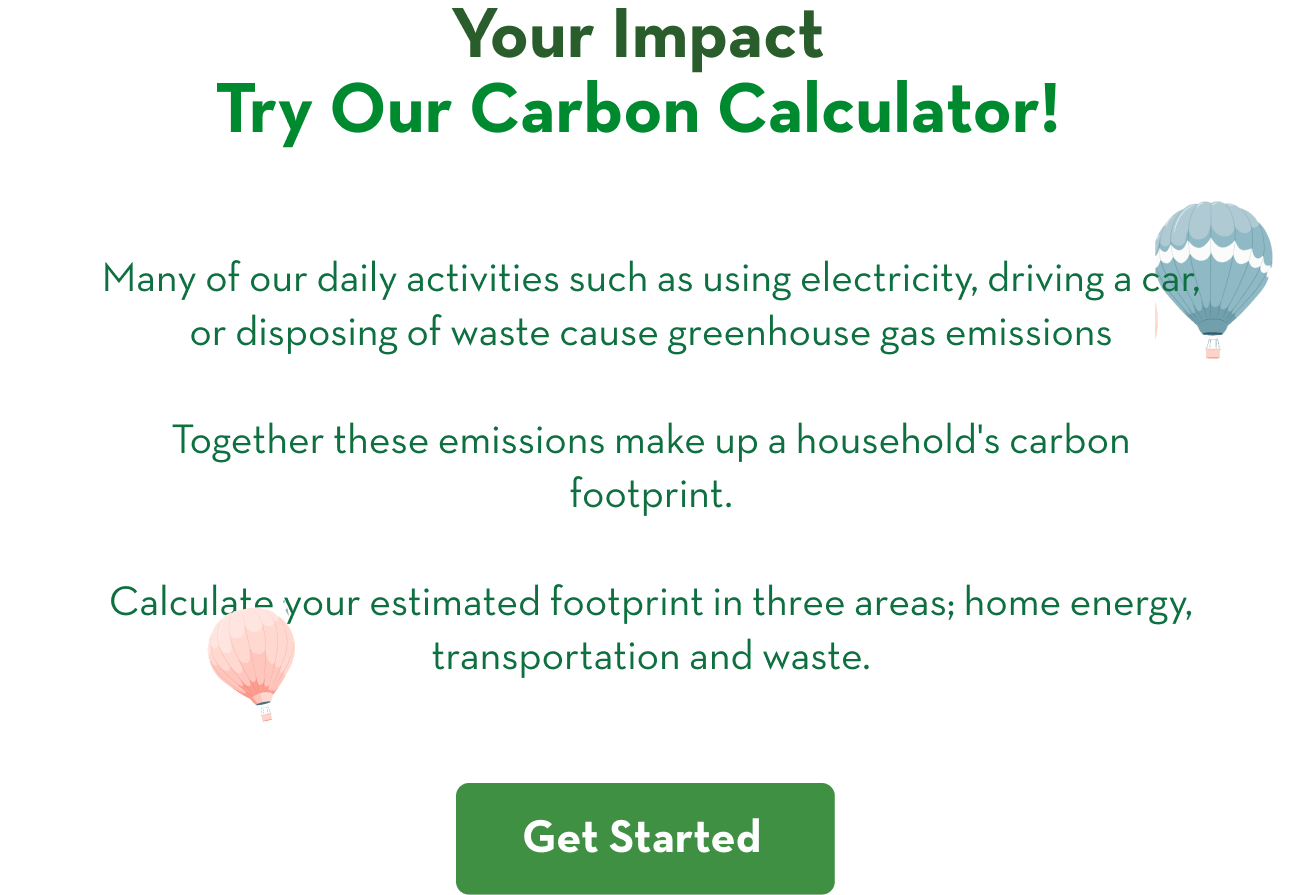 Your Impact
Try Our Carbon Calculator!
Many of our daily activities such as using electricity, driving a car,
or disposing of waste cause greenhouse gas emissions
Together these emissions make up a household's carbon
footprint.
Calculate your estimated footprint in three areas; home energy,
transportation and waste.
Get Started